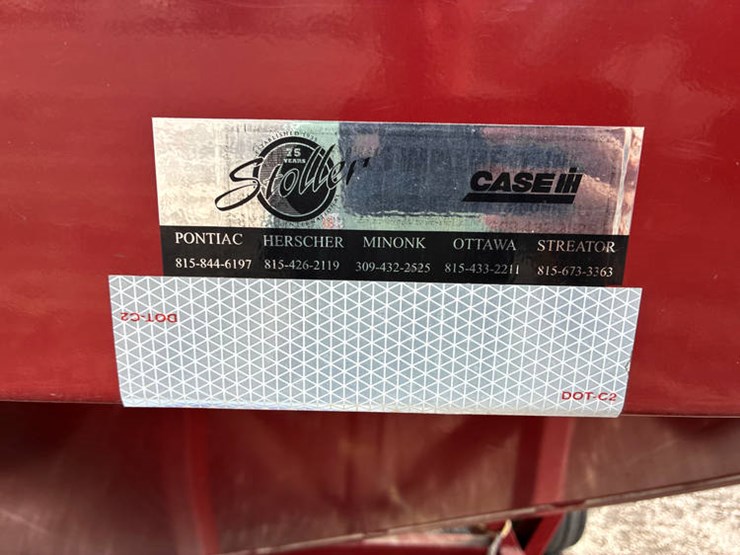 ESTABLISHED
75
YEARS
Stoller
CASE IH
PONTIAC HERSCHER MINONK OTTAWA STREATOR
815-844-6197 815-426-2119 309-432-2525 815-433-2211 815-673-3363
DOT-C2
DOT-C2